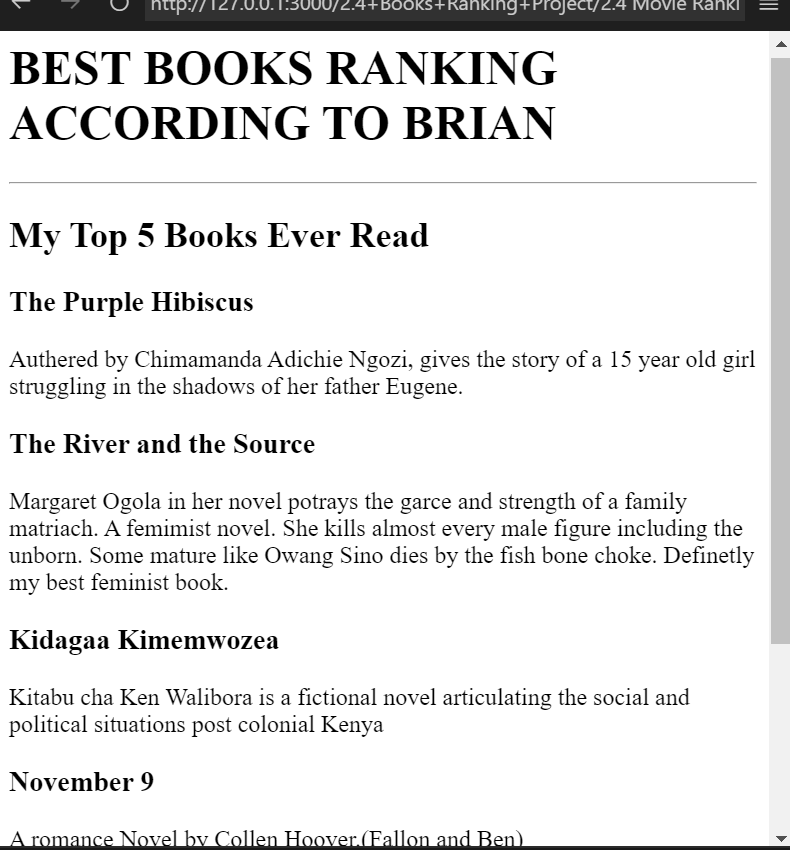 http://127.0.0.1:3000/2.4+Books+Ranking+Project/2.4 Movie Ranki
BEST BOOKS RANKING
ACCORDING TO BRIAN
My Top 5 Books Ever Read
The Purple Hibiscus
Authered by Chimamanda Adichie Ngozi, gives the story of a 15 year old girl
struggling in the shadows of her father Eugene.
The River and the Source
Margaret Ogola in her novel potrays the garce and strength of a family
matriach. A femimist novel. She kills almost every male figure including the
unborn. Some mature like Owang Sino dies by the fish bone choke. Definetly
my best feminist book.
Kidagaa Kimemwozea
Kitabu cha Ken Walibora is a fictional novel articulating the social and
political situations post colonial Kenya
November 9
A romance Novel by Collen Hoover.(Fallon and Ben)